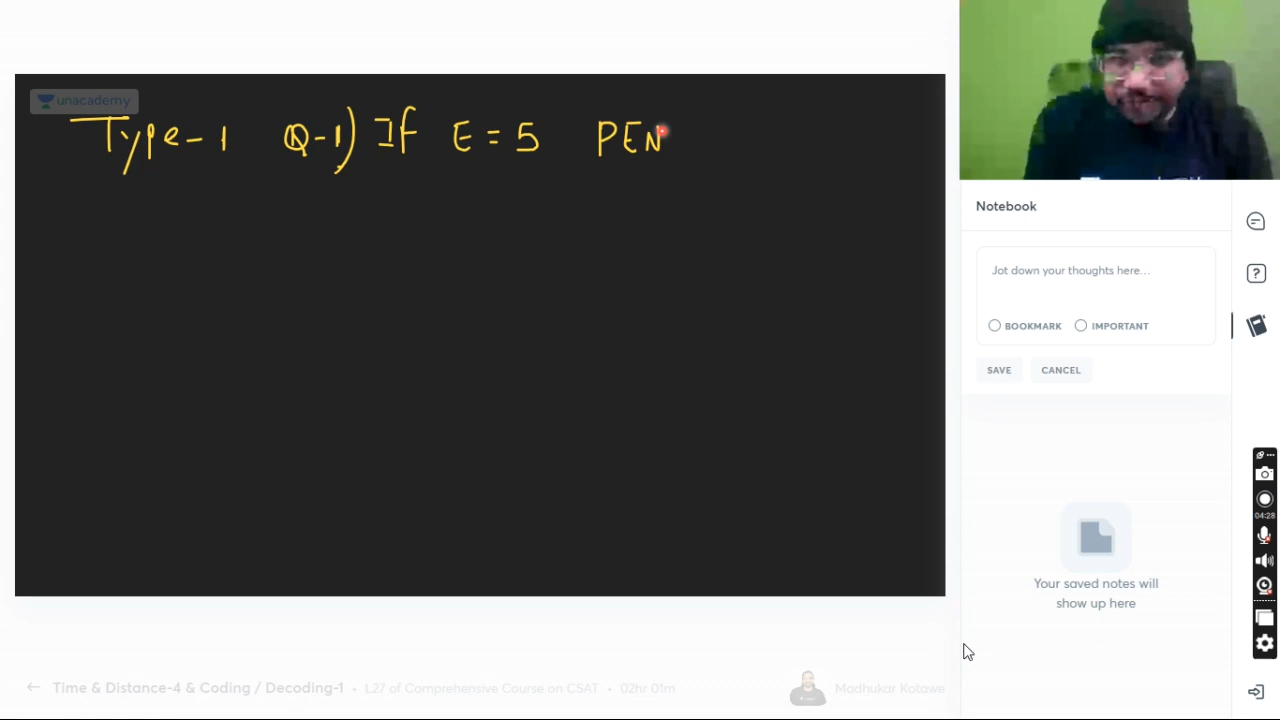 unacademy
Type-1 Q-1) If E = 5 PEN
Notebook
Jot down your thoughts here...
BOOKMARK IMPORTANT
SAVE CANCEL
04:28
Your saved notes will
show up here
← Time & Distance-4 & Coding / Decoding-1 • L27 of Comprehensive Course on CSAT • 02hr 01m
Madhukar Kotawe